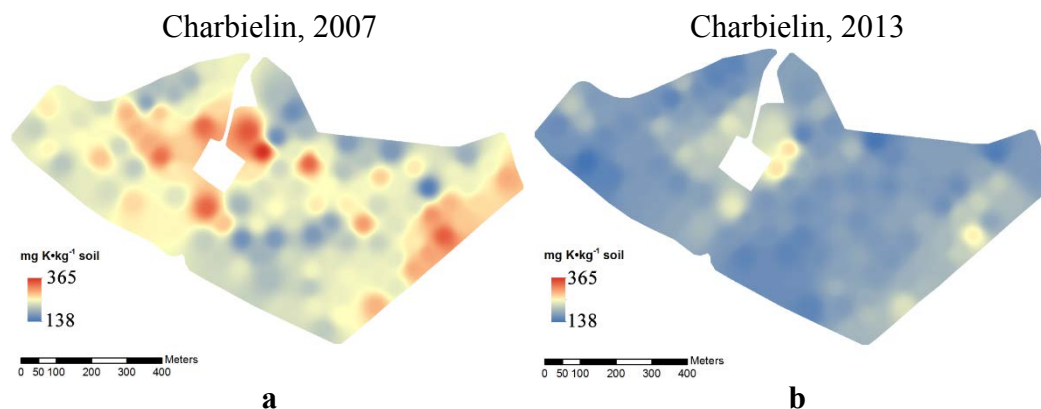 Charbielin, 2007
mg K•kg⁻¹ soil
365
138
Meters
0 50 100 200 300 400
a
Charbielin, 2013
mg K•kg⁻¹ soil
365
138
Meters
0 50 100 200 300 400
b